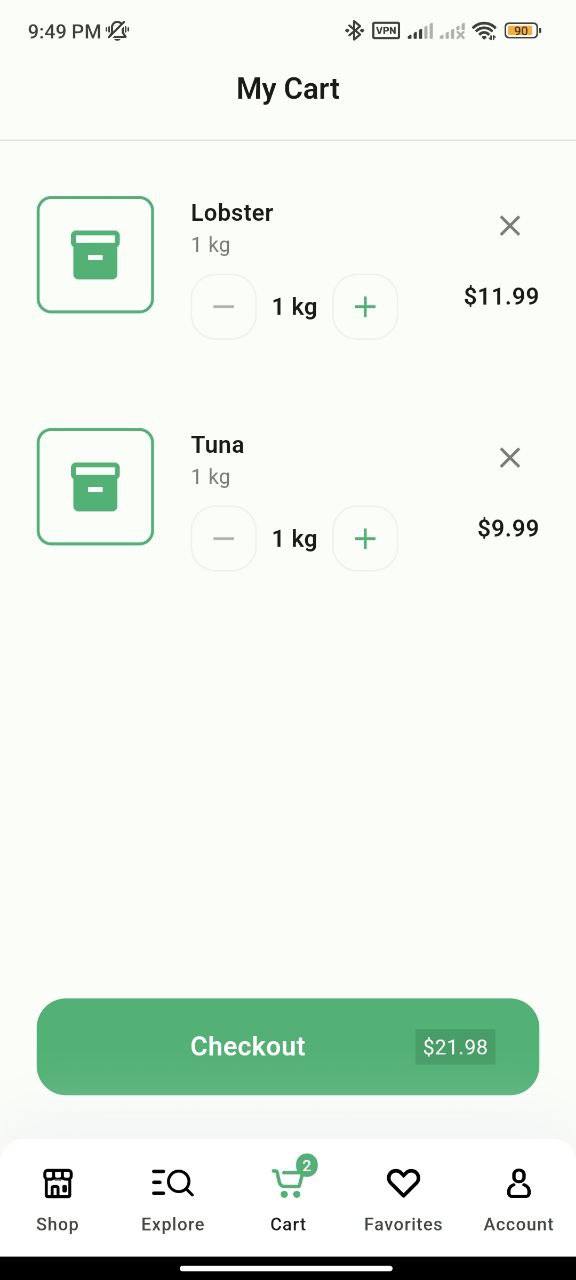 9:49 PM
VPN
90
My Cart
Lobster
1 kg
1 kg
$11.99
Tuna
1 kg
1 kg
$9.99
Checkout
$21.98
2
Shop
Explore
Cart
Favorites
Account